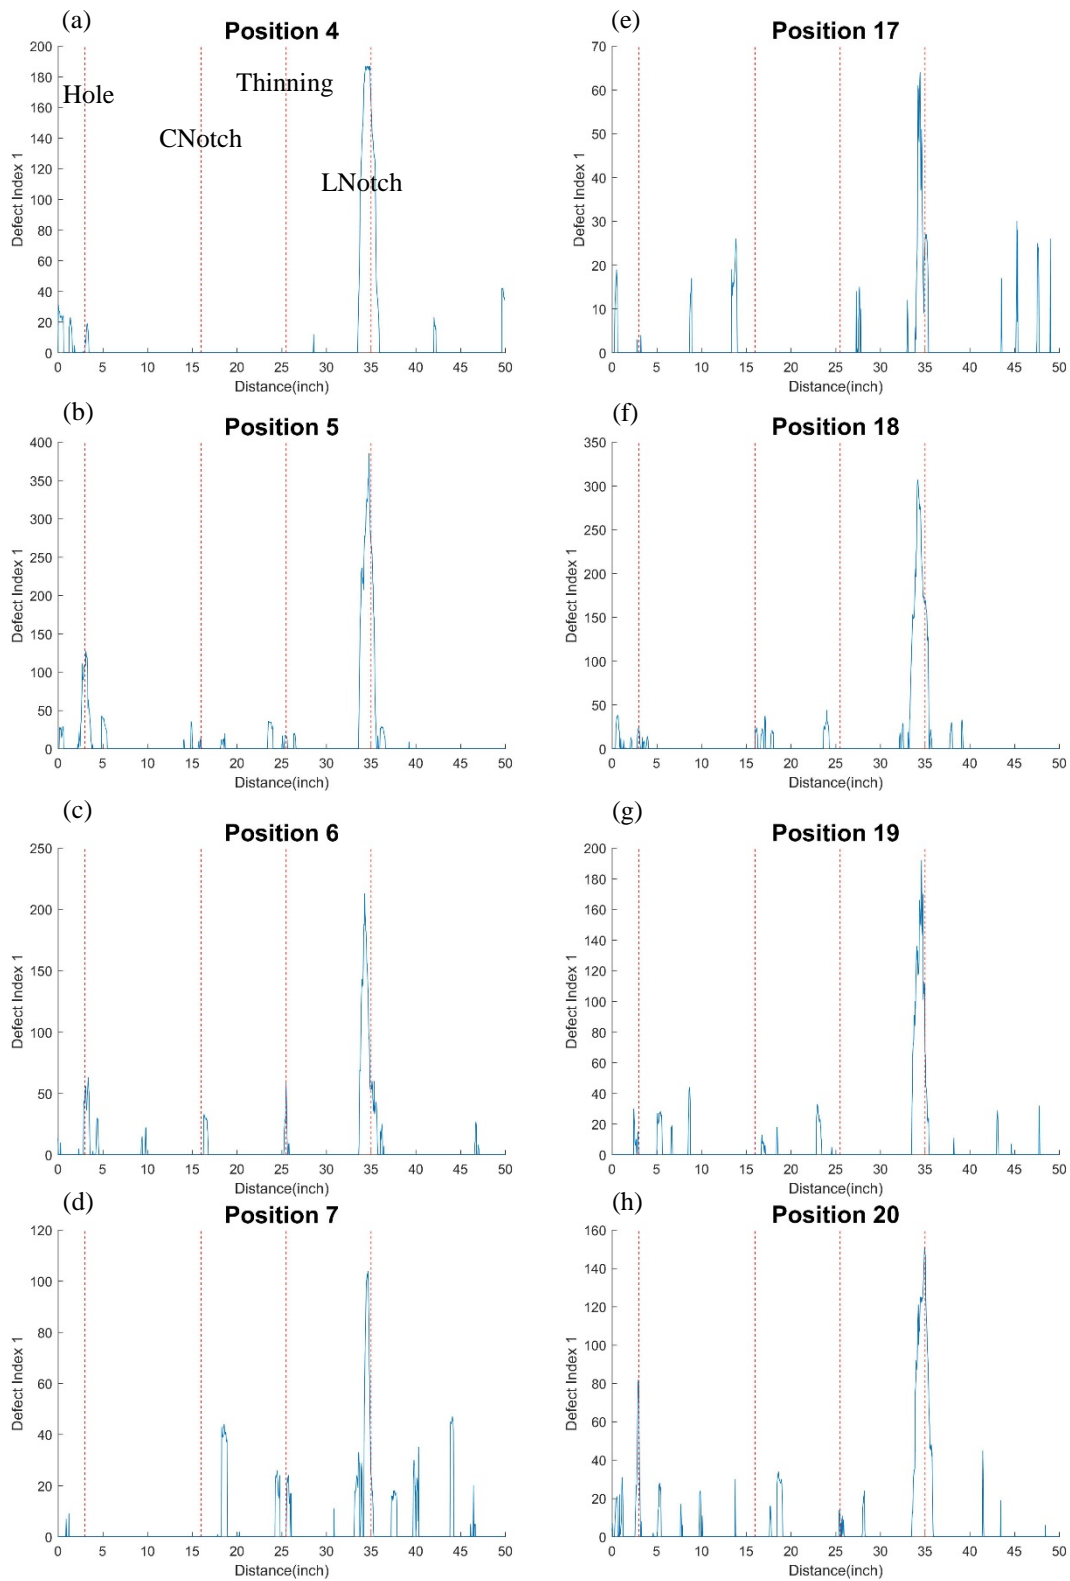 (a)
Position 4
200
180
160
140
120
100
80
60
40
20
0
Defect Index 1
Hole
CNotch
Thinning
LNotch
0 5 10 15 20 25 30 35 40 45 50
Distance(inch)
(e)
Position 17
70
60
50
40
30
20
10
0
Defect Index 1
0 5 10 15 20 25 30 35 40 45 50
Distance(inch)
(b)
Position 5
400
350
300
250
200
150
100
50
0
Defect Index 1
0 5 10 15 20 25 30 35 40 45 50
Distance(inch)
(f)
Position 18
350
300
250
200
150
100
50
0
Defect Index 1
0 5 10 15 20 25 30 35 40 45 50
Distance(inch)
(c)
Position 6
250
200
150
100
50
0
Defect Index 1
0 5 10 15 20 25 30 35 40 45 50
Distance(inch)
(g)
Position 19
200
180
160
140
120
100
80
60
40
20
0
Defect Index 1
0 5 10 15 20 25 30 35 40 45 50
Distance(inch)
(d)
Position 7
120
100
80
60
40
20
0
Defect Index 1
0 5 10 15 20 25 30 35 40 45 50
Distance(inch)
(h)
Position 20
160
140
120
100
80
60
40
20
0
Defect Index 1
0 5 10 15 20 25 30 35 40 45 50
Distance(inch)